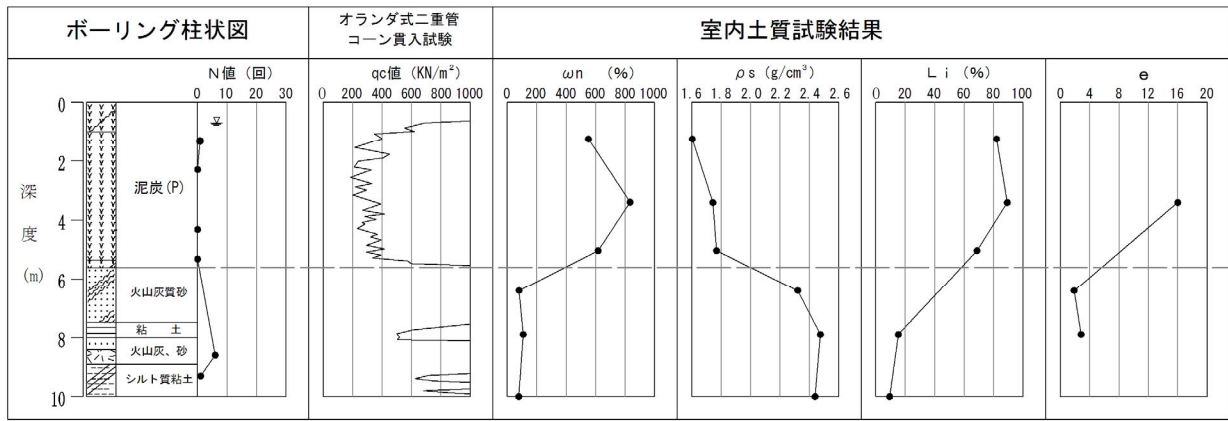 ボーリング柱状図
オランダ式二重管
コーン貫入試験
室内土質試験結果
N値 (回)
qc値 (KN/m²)
ωn (%)
ρs (g/cm³)
Li (%)
e
0 10 20 30
200 400 600 800 1000
0 200 400 600 800 1000
1.6 1.8 2.0 2.2 2.4 2.6
0 20 40 60 80 100
0 4 8 12 16 20
深度
(m)
0
2
4
6
8
10
泥炭(P)
火山灰質砂
粘 土
火山灰、砂
シルト質粘土